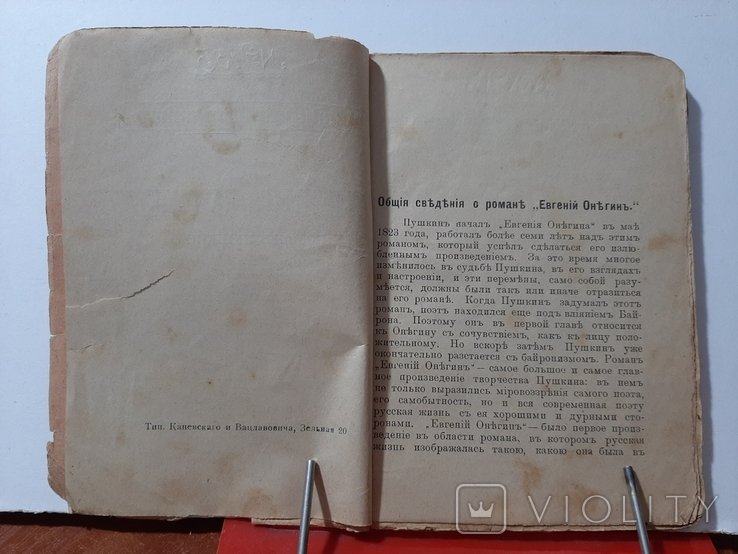 Тип. Каневскаго и Вацлавовича, Зельная 20
Общія свѣдѣнія о романѣ „Евгеній Онѣгинъ.“
Пушкинъ началъ „Евгенія Онѣгина“ въ маѣ
1823 года, работалъ болѣе семи лѣтъ надъ этимъ
романомъ, который успѣлъ сдѣлаться его излю-
бленнымъ произведеніемъ. За это время многое
измѣнилось въ судьбѣ Пушкина, въ его взглядахъ
и настроеніи, и эти перемѣны, само собой разу-
мѣется, должны были такъ или иначе отразиться
на его романѣ. Когда Пушкинъ задумалъ этотъ
романъ, поэтъ находился еще подъ вліяніемъ Бай-
рона. Поэтому онъ въ первой главѣ относится
къ Онѣгину съ сочувствіемъ, какъ къ лицу поло-
жительному. Но вскорѣ затѣмъ Пушкинъ уже
окончательно разстается съ байронизмомъ. Романъ
„Евгеній Онѣгинъ“ — самое большое и самое глав-
ное произведеніе творчества Пушкина: въ немъ
не только выразились міровоззрѣнія самого поэта,
его самобытность, но и вся современная поэту
русская жизнь съ ея хорошими и дурными сто-
ронами. „Евгеній Онѣгинъ“ — было первое произ-
веденіе въ области романа, въ которомъ русская
жизнь изображалась такою, какою она была въ
VIOLITY